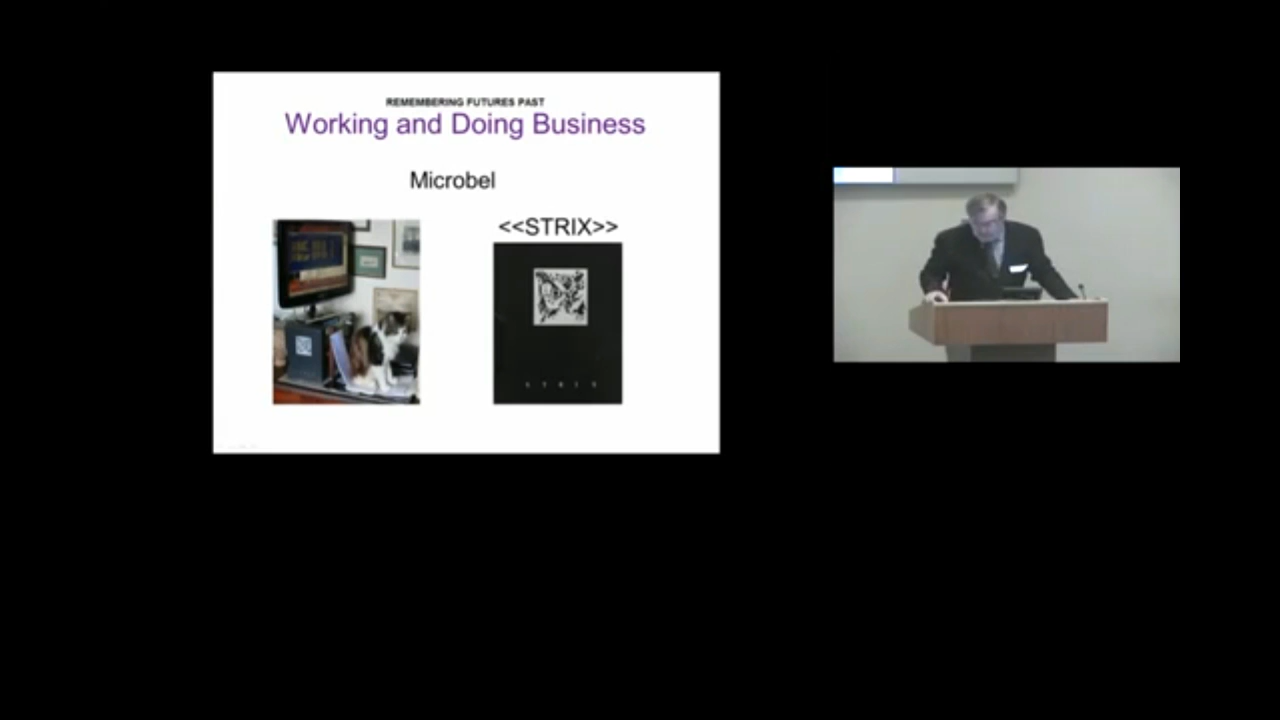 REMEMBERING FUTURES PAST
Working and Doing Business
Microbel
<<STRIX>>
S T R I X